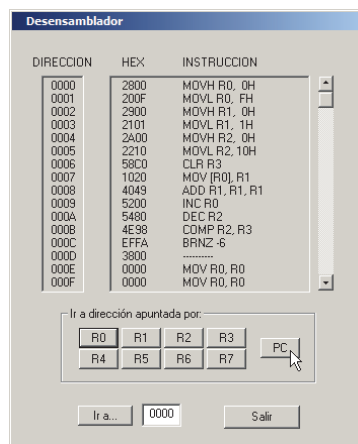 Desensamblador
DIRECCION HEX INSTRUCCION
0000 2800 MOVH R0, 0H
0001 200F MOVL R0, FH
0002 2900 MOVH R1, 0H
0003 2101 MOVL R1, 1H
0004 2A00 MOVH R2, 0H
0005 2210 MOVL R2, 10H
0006 58C0 CLR R3
0007 1020 MOV [R0], R1
0008 4049 ADD R1, R1, R1
0009 5200 INC R0
000A 5480 DEC R2
000B 4E98 COMP R2, R3
000C EFFA BRNZ -6
000D 3800 ----------
000E 0000 MOV R0, R0
000F 0000 MOV R0, R0
Ir a dirección apuntada por:
R0 R1 R2 R3 PC
R4 R5 R6 R7
Ir a... 0000 Salir